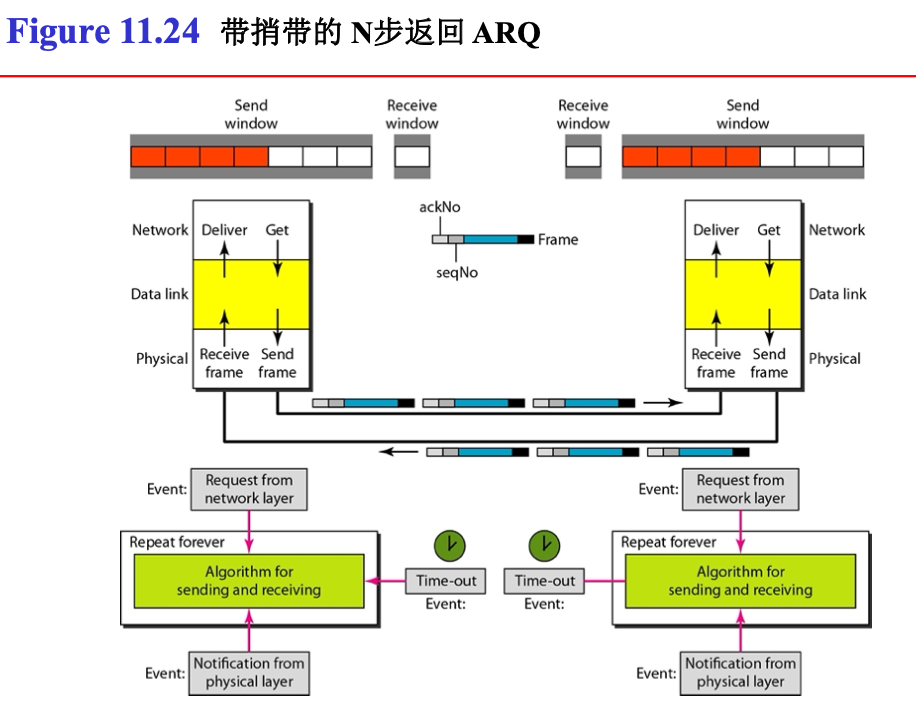 Figure 11.24 带捎带的 N步返回 ARQ
Send
window
Receive
window
Receive
window
Send
window
ackNo
Frame
seqNo
Network
Deliver Get
Data link
Physical
Receive Send
frame frame
Deliver Get
Network
Data link
Receive Send
frame frame
Physical
Event:
Request from
network layer
Event:
Request from
network layer
Repeat forever
Algorithm for
sending and receiving
Time-out
Event:
Time-out
Event:
Repeat forever
Algorithm for
sending and receiving
Event:
Notification from
physical layer
Event:
Notification from
physical layer